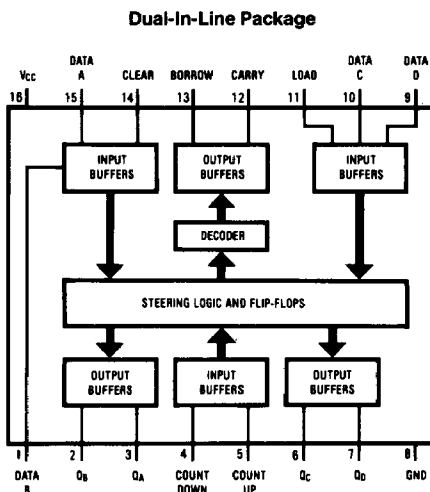 Dual-In-Line Package
DATA DATA DATA
VCC A CLEAR BORROW CARRY LOAD C D
16 15 14 13 12 11 10 9
INPUT BUFFERS
OUTPUT BUFFERS
INPUT BUFFERS
DECODER
STEERING LOGIC AND FLIP-FLOPS
OUTPUT BUFFERS
INPUT BUFFERS
OUTPUT BUFFERS
1 2 3 4 5 6 7 8
DATA QB QA COUNT COUNT QC QD GND
B DOWN UP